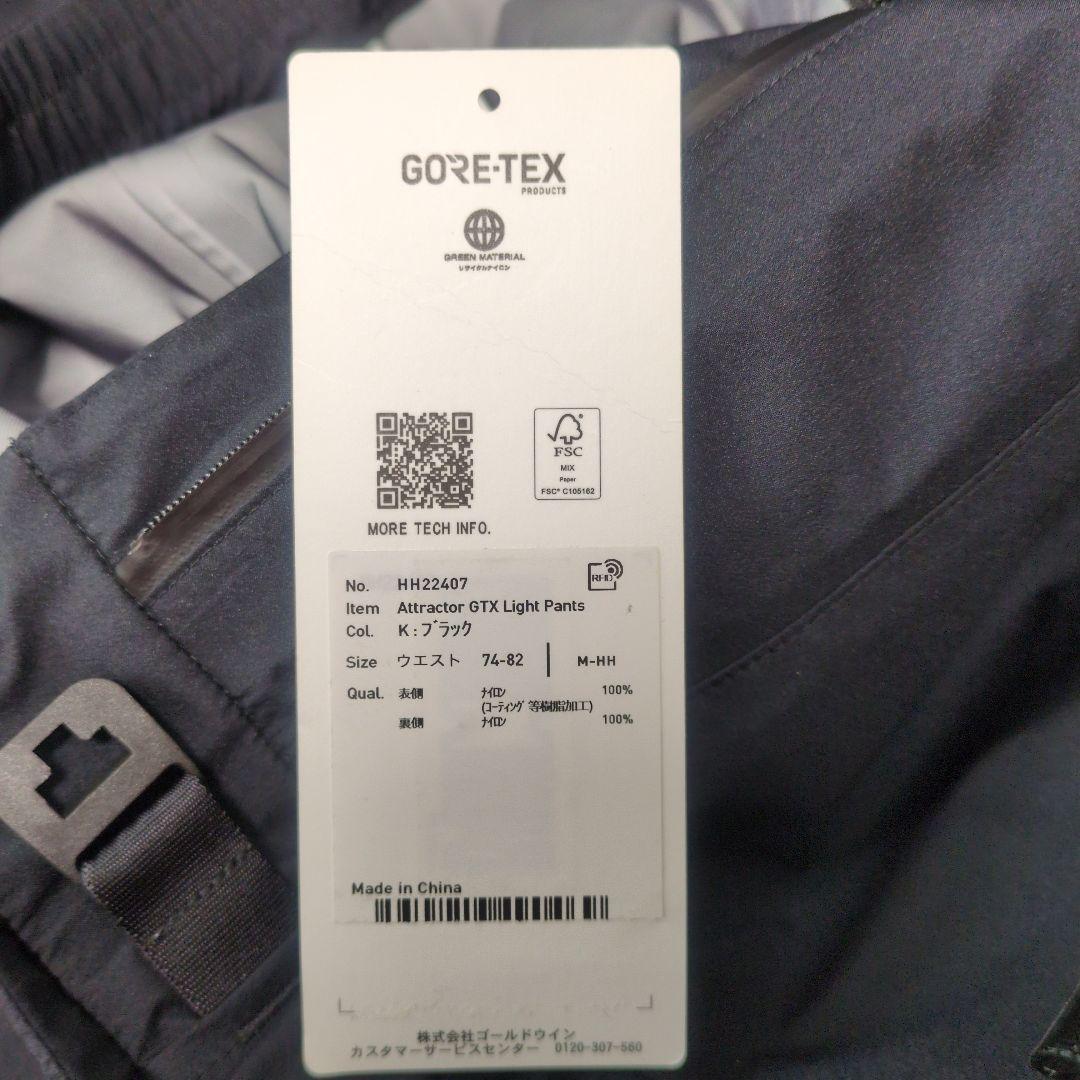 GORE-TEX
PRODUCTS
GREEN MATERIAL
リサイクルナイロン
FSC
MIX
Paper
FSC® C105162
MORE TECH INFO.
RFID
No. HH22407
Item Attractor GTX Light Pants
Col. K:ブラック
Size ウエスト 74-82 M-HH
Qual. 表側 ナイロン 100%
(コーティング等樹脂加工)
裏側 ナイロン 100%
Made in China
株式会社ゴールドウイン
カスタマーサービスセンター 0120-307-560